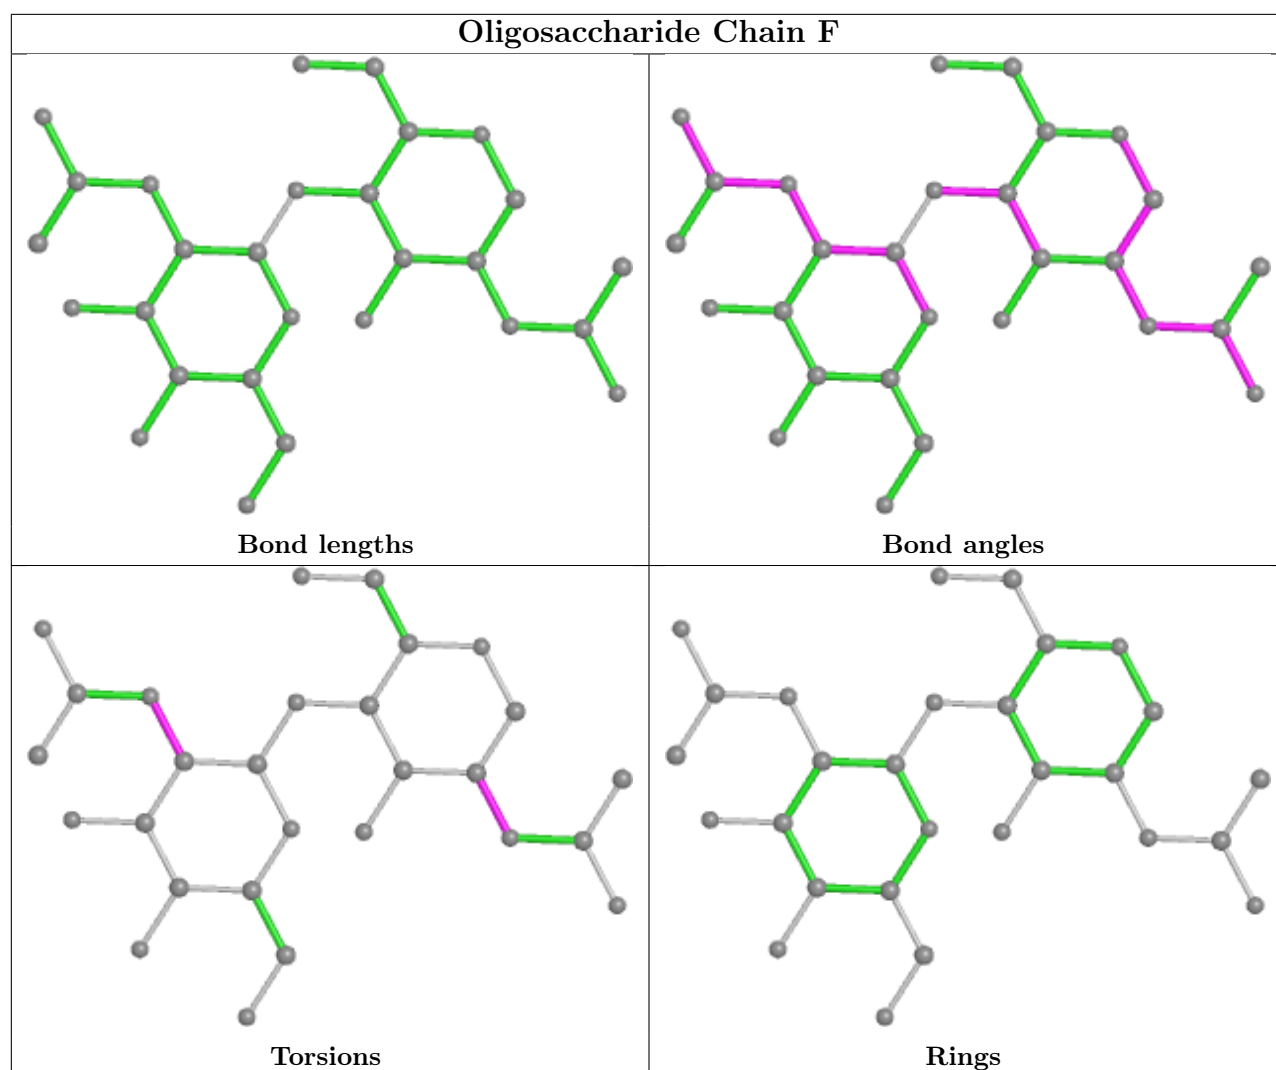 Oligosaccharide Chain F
Bond lengths
Bond angles
Torsions
Rings